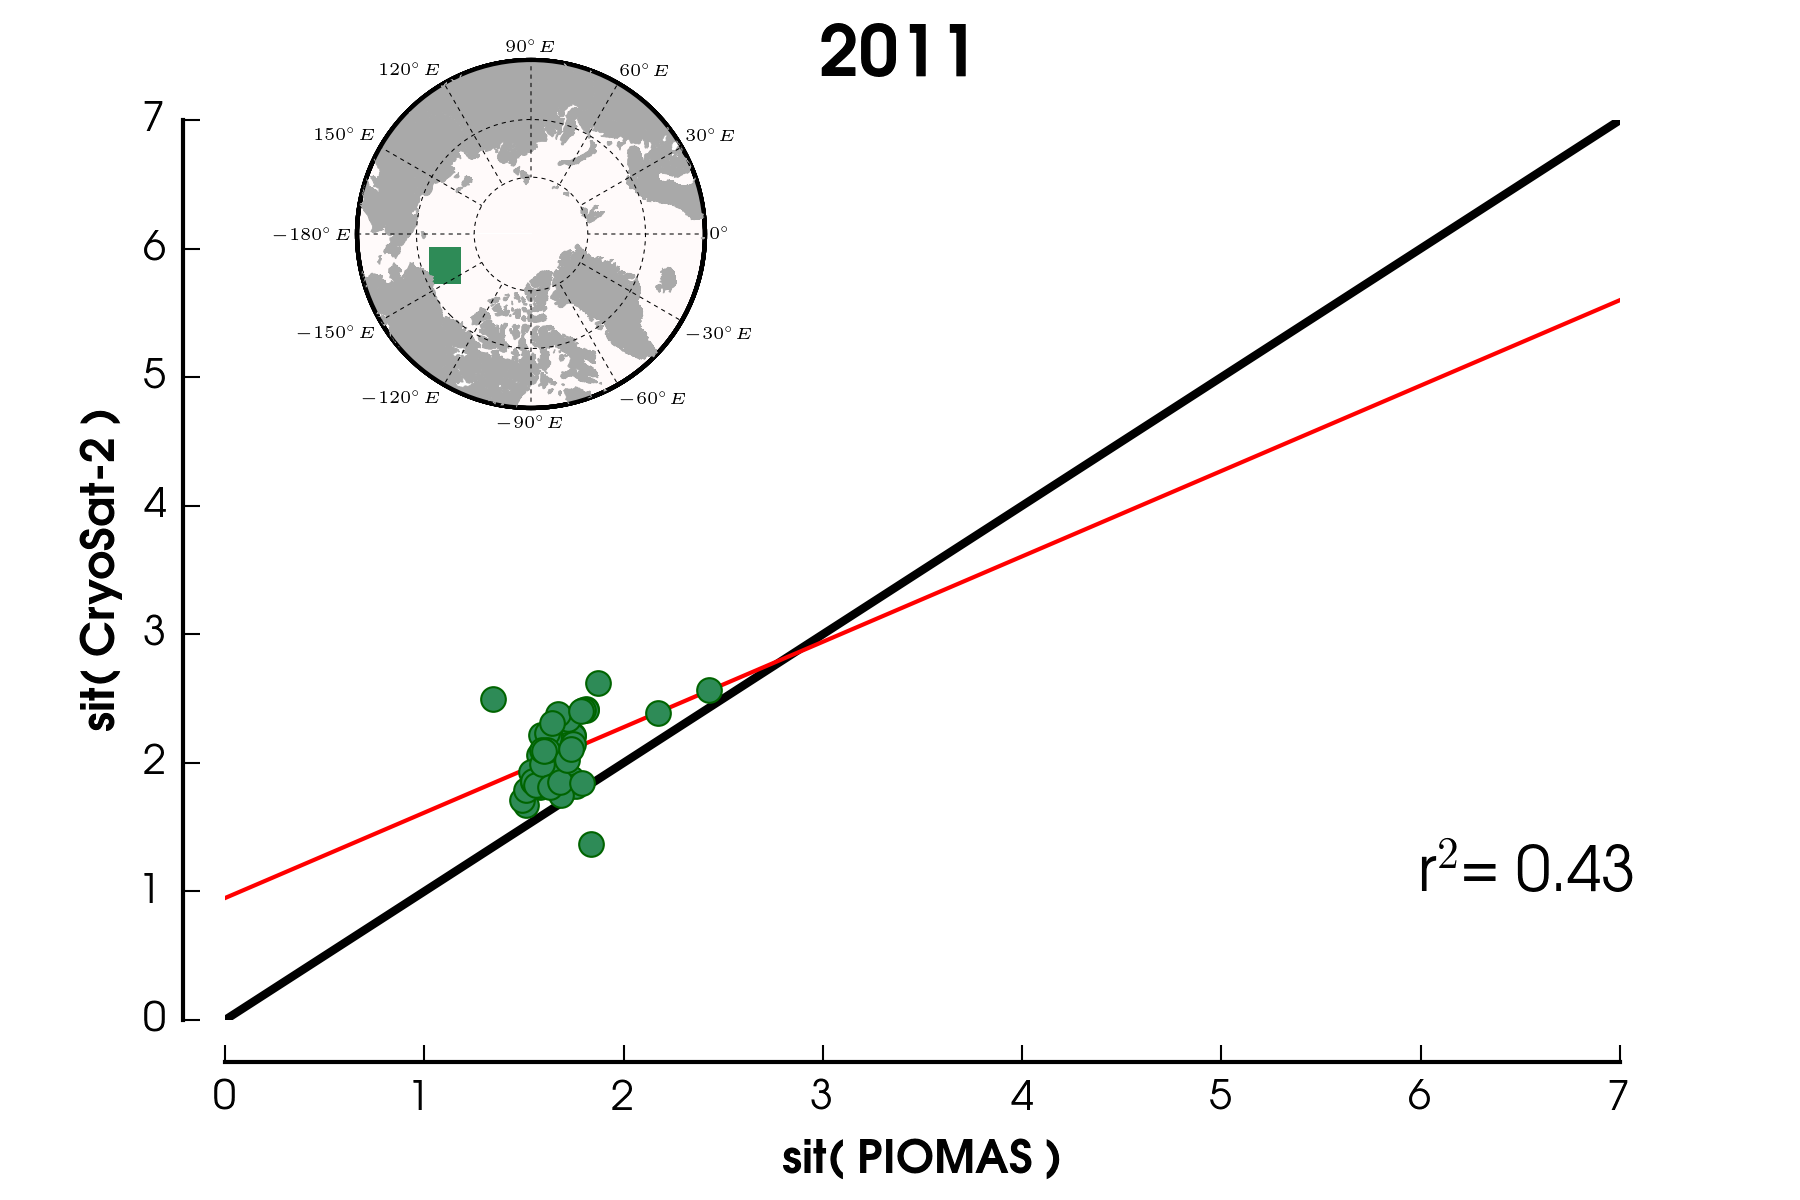 2011
90° E
120° E
60° E
150° E
30° E
−180° E
0°
−150° E
−30° E
−120° E
−60° E
−90° E
7
6
5
4
3
2
1
0
sit( CryoSat-2 )
r²= 0.43
0 1 2 3 4 5 6 7
sit( PIOMAS )